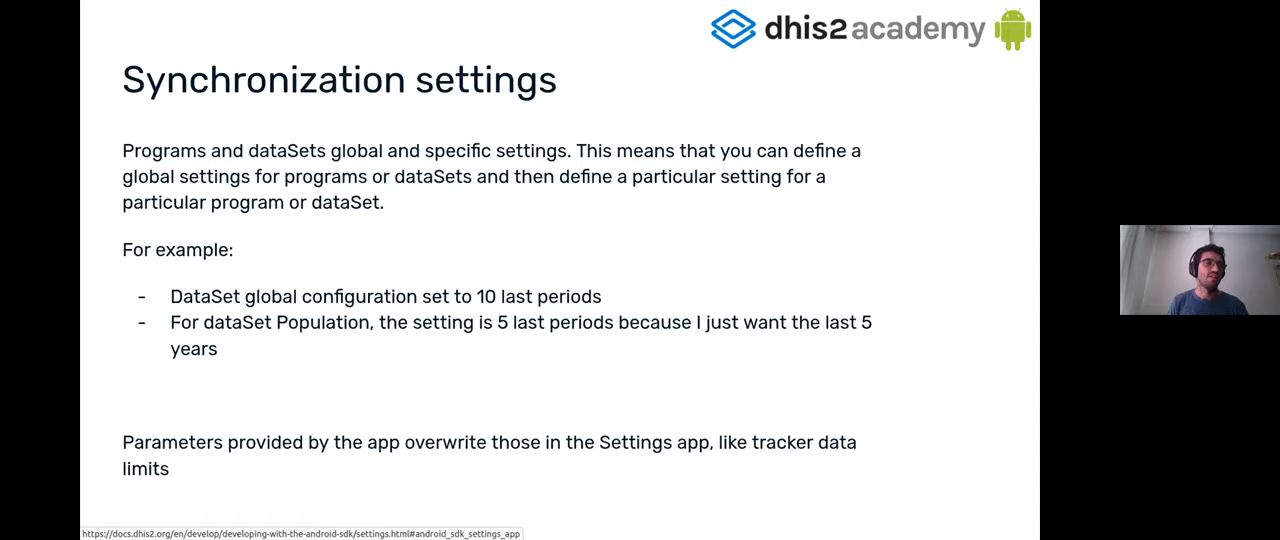 dhis2 academy
Synchronization settings
Programs and dataSets global and specific settings. This means that you can define a
global settings for programs or dataSets and then define a particular setting for a
particular program or dataSet.
For example:
- DataSet global configuration set to 10 last periods
- For dataSet Population, the setting is 5 last periods because I just want the last 5
years
Parameters provided by the app overwrite those in the Settings app, like tracker data
limits
https://docs.dhis2.org/en/develop/developing-with-the-android-sdk/settings.html#android_sdk_settings_app